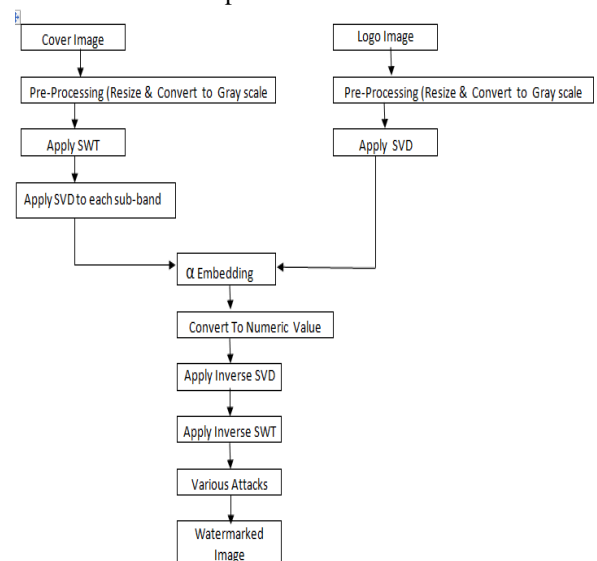 Cover Image
Logo Image
Pre-Processing (Resize & Convert to Gray scale
Pre-Processing (Resize & Convert to Gray scale
Apply SWT
Apply SVD
Apply SVD to each sub-band
α Embedding
Convert To Numeric Value
Apply Inverse SVD
Apply Inverse SWT
Various Attacks
Watermarked
Image